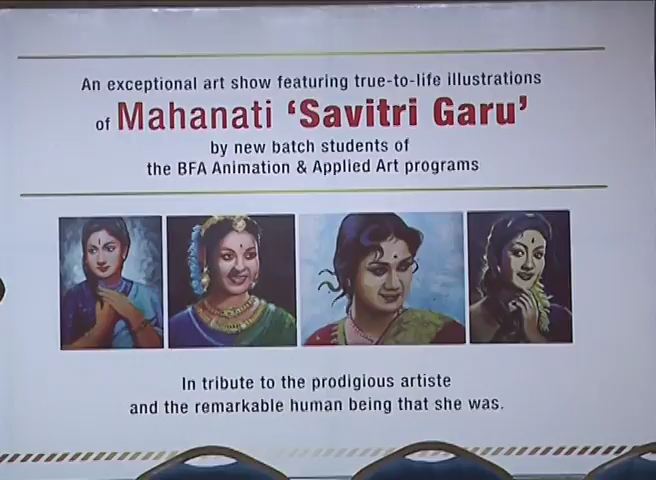 An exceptional art show featuring true-to-life illustrations
of Mahanati ‘Savitri Garu’
by new batch students of
the BFA Animation & Applied Art programs
In tribute to the prodigious artiste
and the remarkable human being that she was.